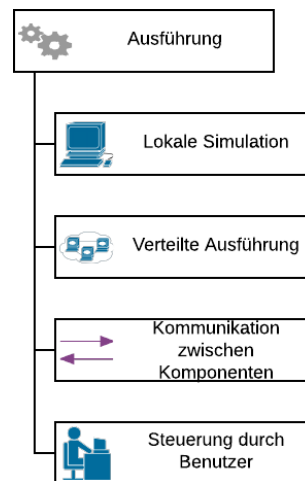 Ausführung
Lokale Simulation
Verteilte Ausführung
Kommunikation
zwischen
Komponenten
Steuerung durch
Benutzer